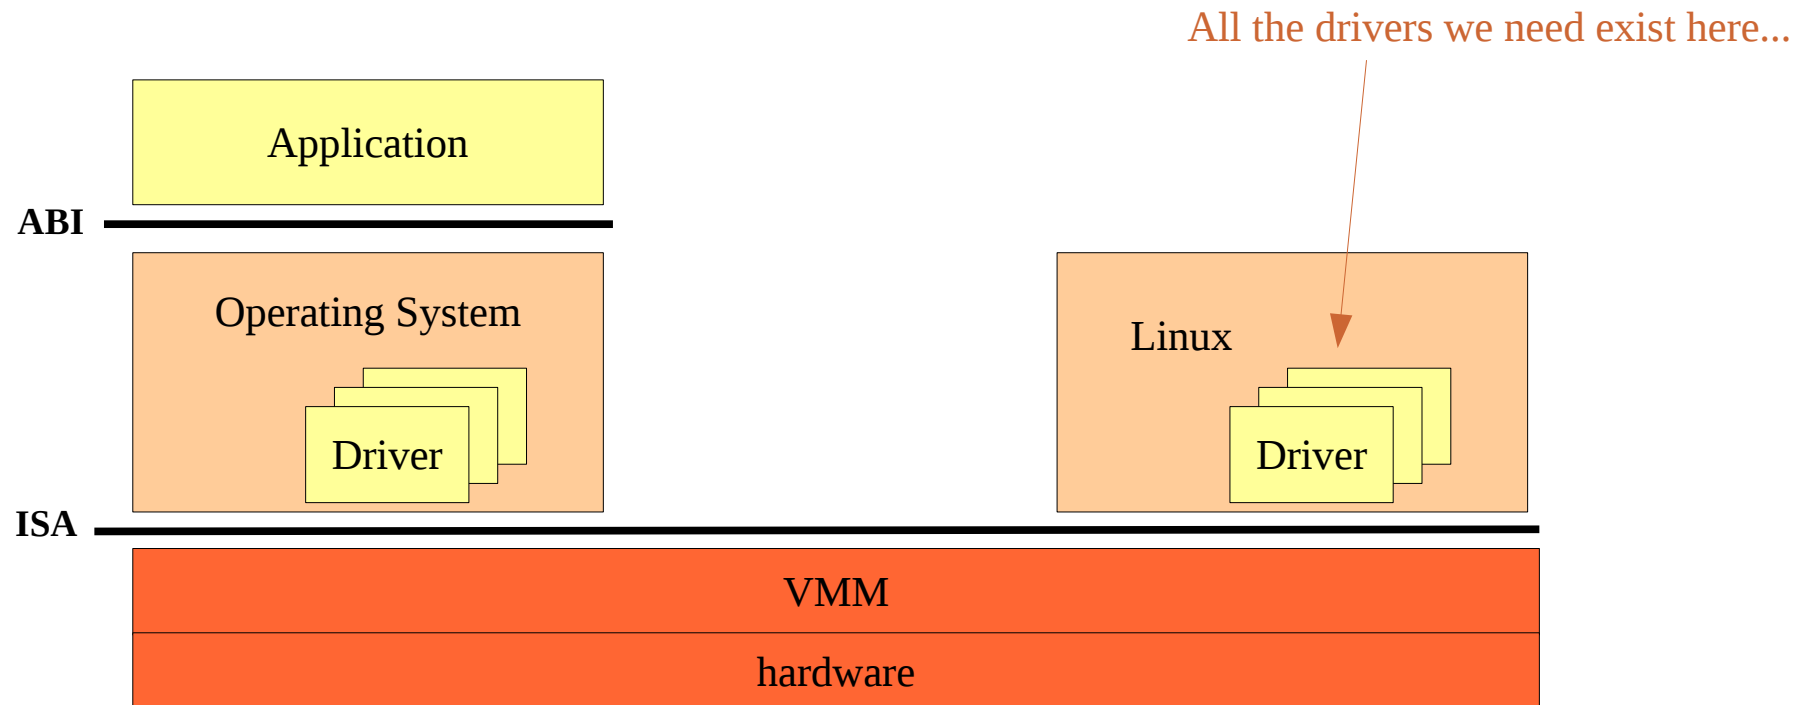 All the drivers we need exist here...
Application
ABI
Operating System
Linux
Driver
Driver
ISA
VMM
hardware